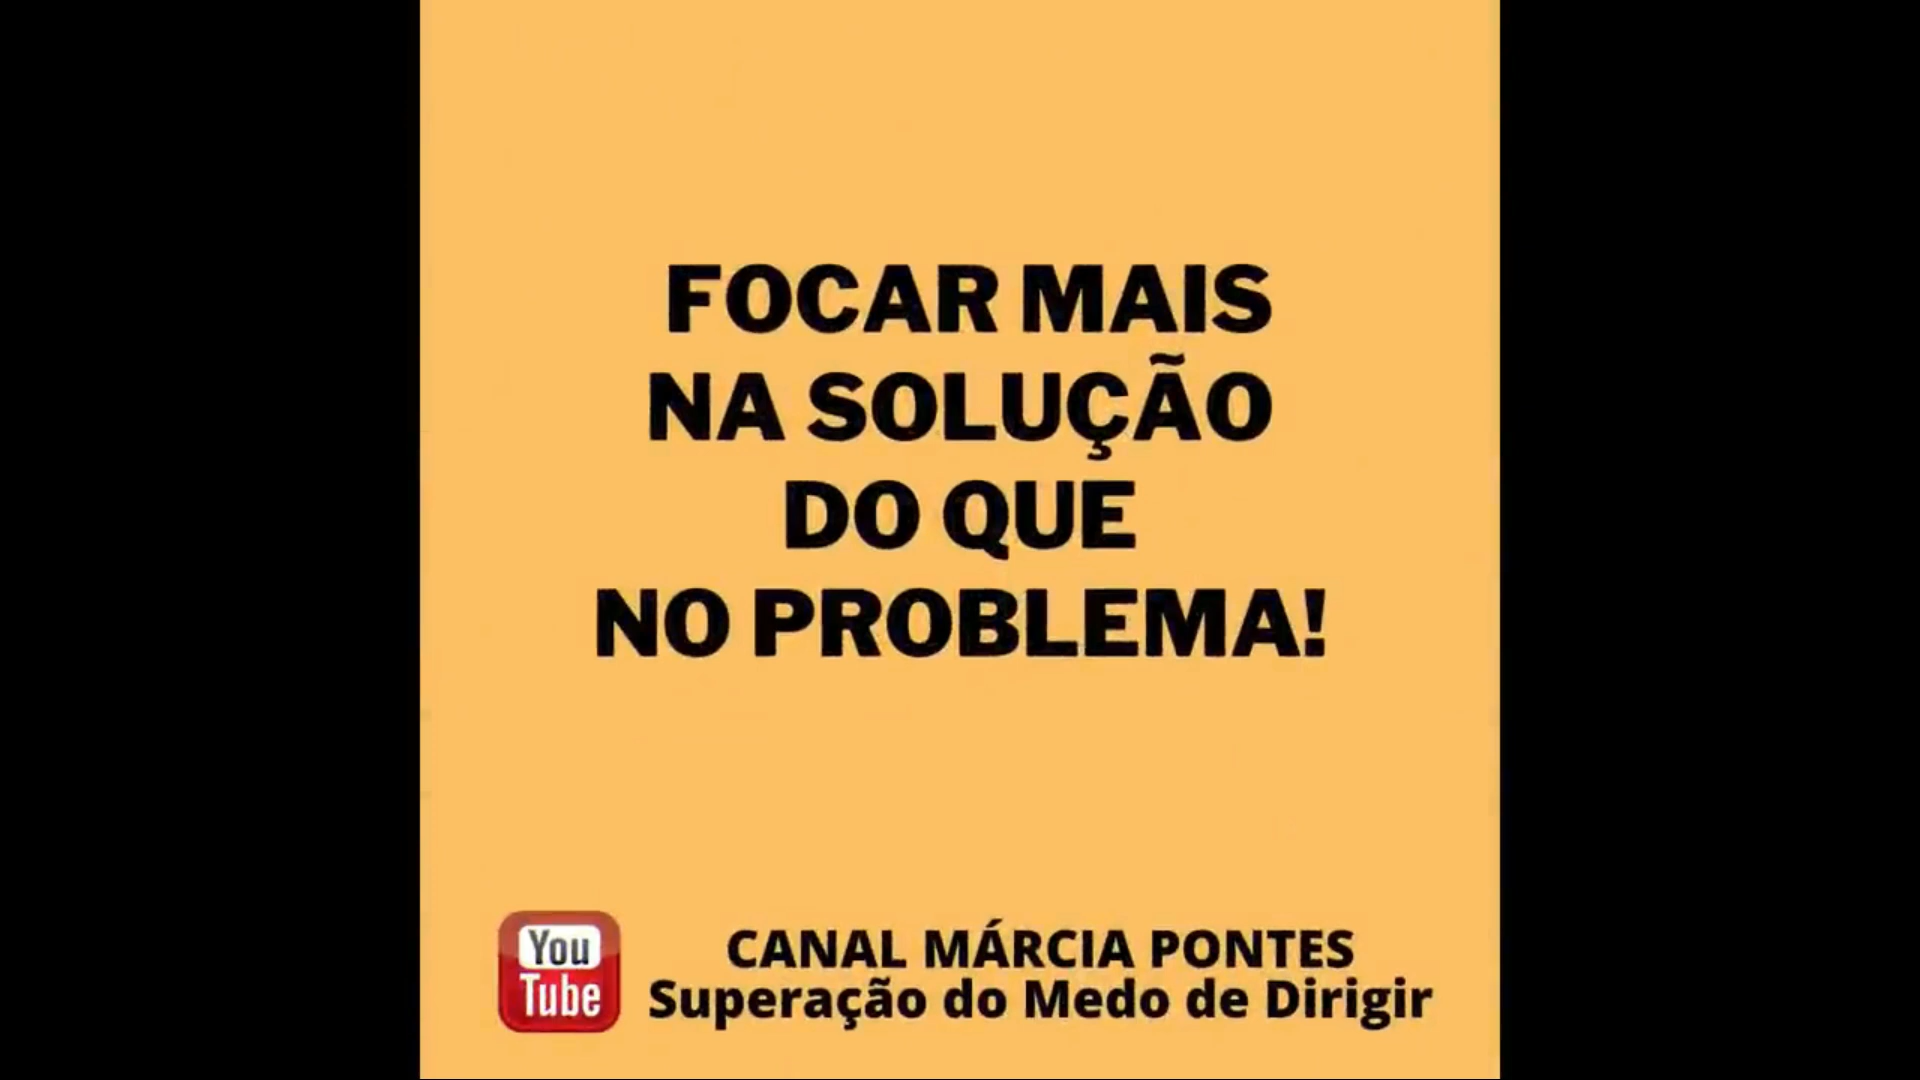 FOCAR MAIS
NA SOLUÇÃO
DO QUE
NO PROBLEMA!
You
Tube
CANAL MÁRCIA PONTES
Superação do Medo de Dirigir